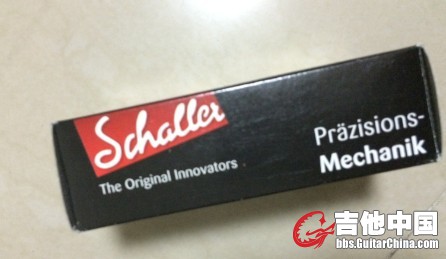 Schaller
The Original Innovators
Präzisions-
Mechanik
吉他中国
bbs.GuitarChina.com